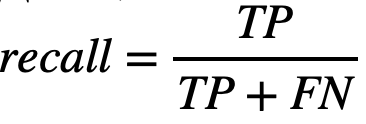 recall = TP / TP + FN